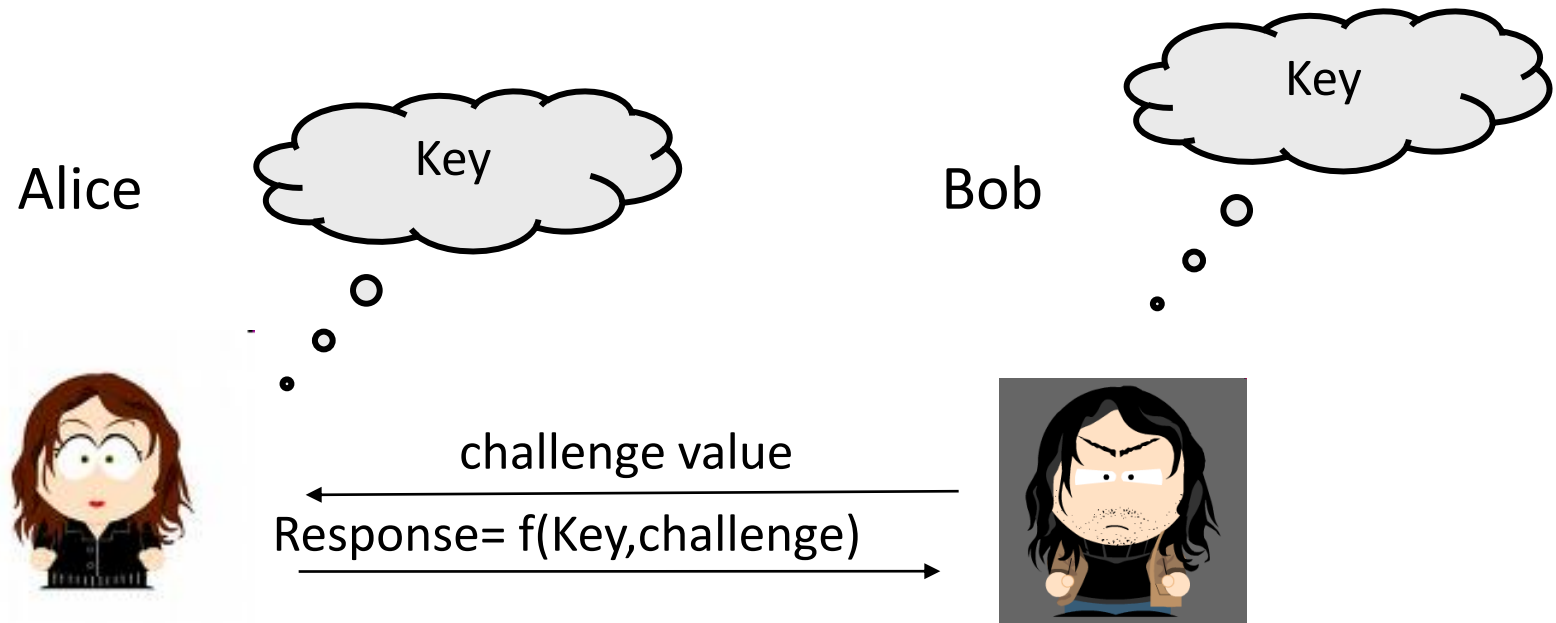 Key
Key
Alice
Bob
challenge value
Response= f(Key,challenge)